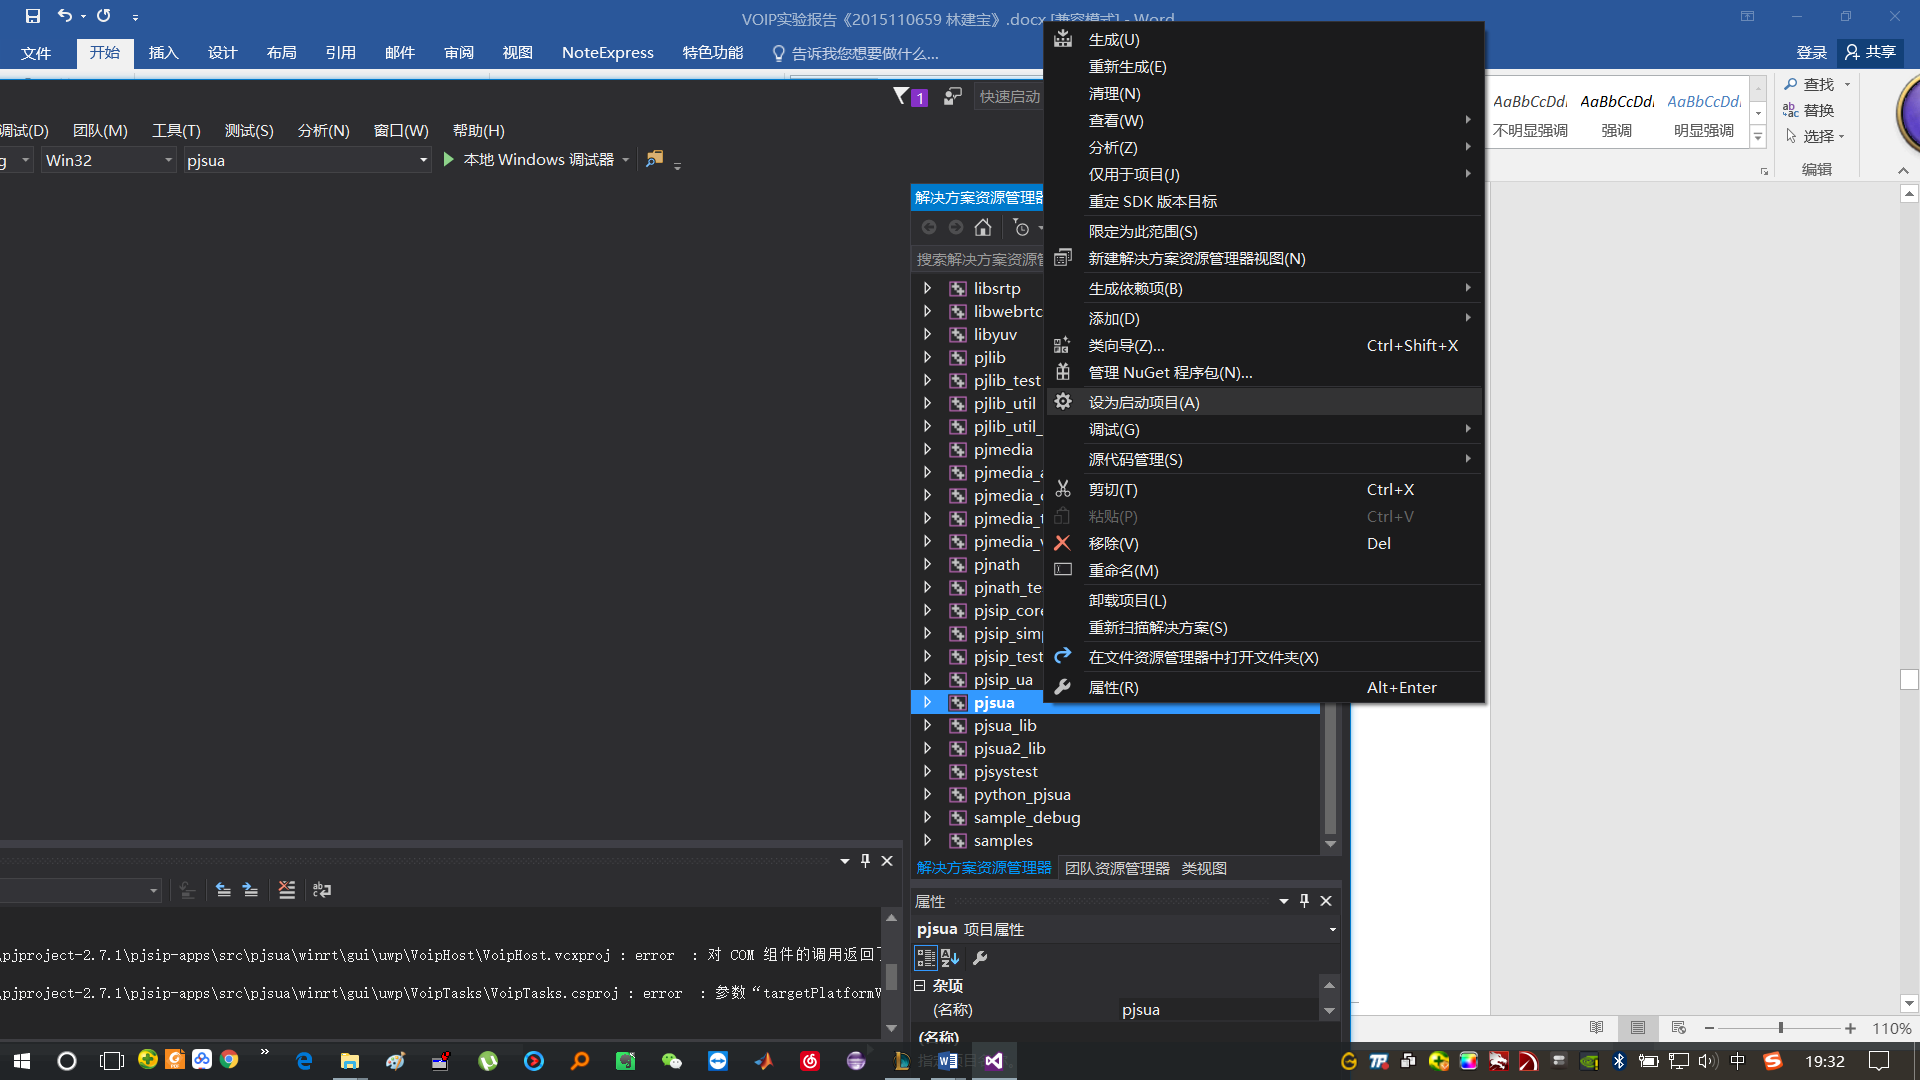 VOIP实验报告《2015110659 林建宝》.docx [兼容模式] - Word
文件 开始 插入 设计 布局 引用 邮件 审阅 视图 NoteExpress 特色功能 告诉我您想要做什么... 登录 共享
AaBbCcDd AaBbCcDd AaBbCcDd
不明显强调 强调 明显强调
查找
替换
选择
编辑
1 快速启动
调试(D) 团队(M) 工具(T) 测试(S) 分析(N) 窗口(W) 帮助(H)
g Win32 pjsua 本地 Windows 调试器
解决方案资源管理器
搜索解决方案资源管
libsrtp
libwebrtc
libyuv
pjlib
pjlib_test
pjlib_util
pjlib_util_
pjmedia
pjmedia_a
pjmedia_c
pjmedia_t
pjmedia_v
pjnath
pjnath_te
pjsip_core
pjsip_simp
pjsip_test
pjsip_ua
pjsua
pjsua_lib
pjsua2_lib
pjsystest
python_pjsua
sample_debug
samples
生成(U)
重新生成(E)
清理(N)
查看(W)
分析(Z)
仅用于项目(J)
重定 SDK 版本目标
限定为此范围(S)
新建解决方案资源管理器视图(N)
生成依赖项(B)
添加(D)
类向导(Z)... Ctrl+Shift+X
管理 NuGet 程序包(N)...
设为启动项目(A)
调试(G)
源代码管理(S)
剪切(T) Ctrl+X
粘贴(P) Ctrl+V
移除(V) Del
重命名(M)
卸载项目(L)
重新扫描解决方案(S)
在文件资源管理器中打开文件夹(X)
属性(R) Alt+Enter
解决方案资源管理器 团队资源管理器 类视图
属性
pjsua 项目属性
杂项
(名称) pjsua
(名称)
\pjproject-2.7.1\pjsip-apps\src\pjsua\winrt\gui\uwp\VoipHost\VoipHost.vcxproj : error : 对 COM 组件的调用返回了
\pjproject-2.7.1\pjsip-apps\src\pjsua\winrt\gui\uwp\VoipTasks\VoipTasks.csproj : error : 参数“targetPlatformV
110%
中 19:32